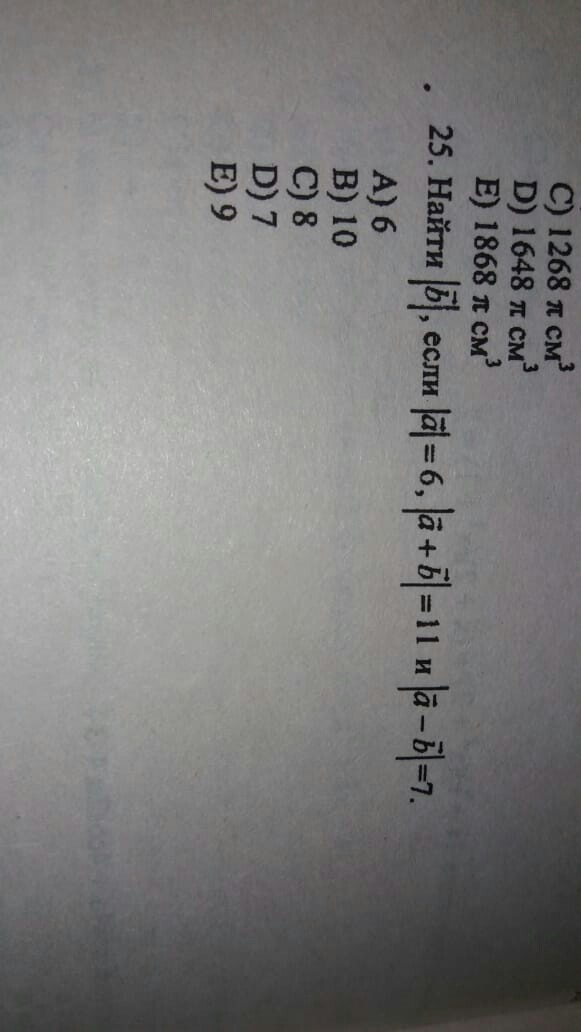 C) 1268 π см³
D) 1648 π см³
E) 1868 π см³
25. Найти |b⃗|, если |a⃗|=6, |a⃗+b⃗|=11 и |a⃗−b⃗|=7.
A) 6
B) 10
C) 8
D) 7
E) 9